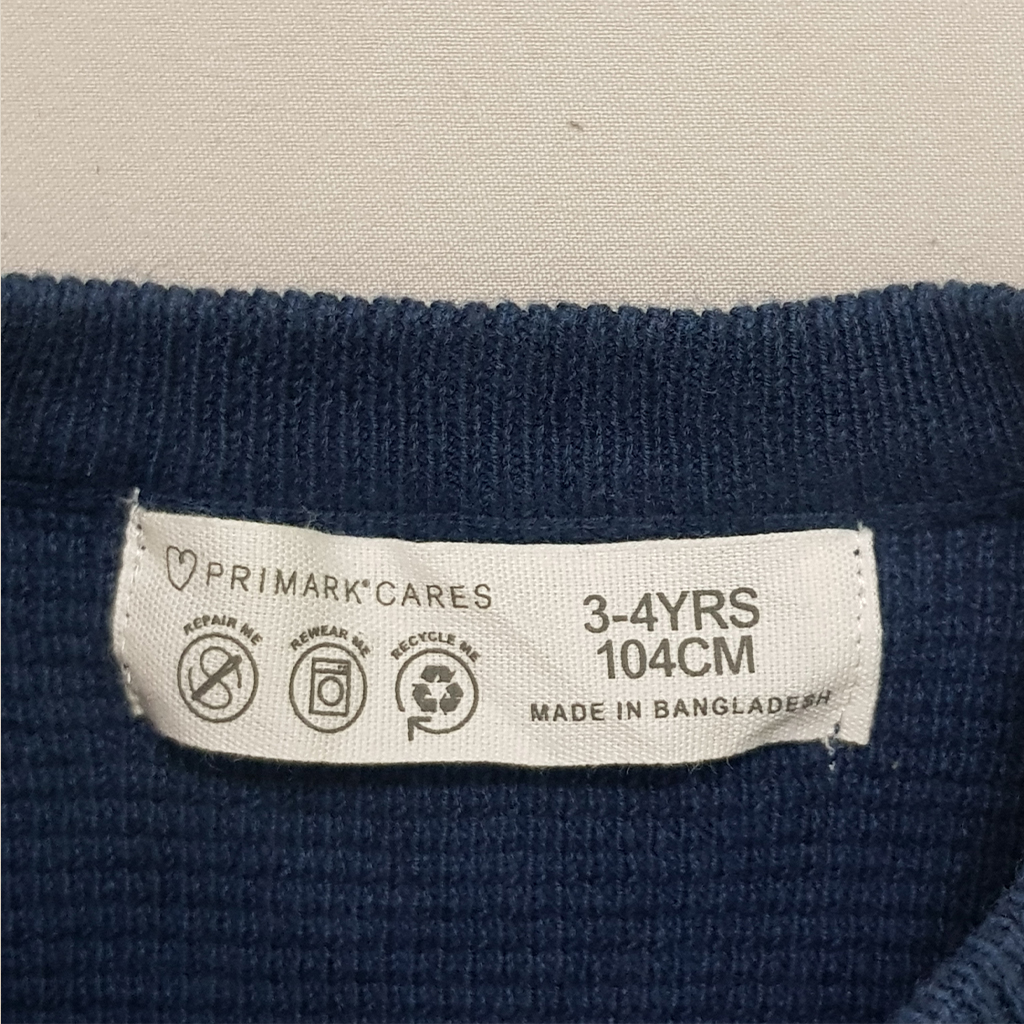 PRIMARK® CARES
REPAIR ME
REWEAR ME
RECYCLE ME
3-4YRS
104CM
MADE IN BANGLADESH